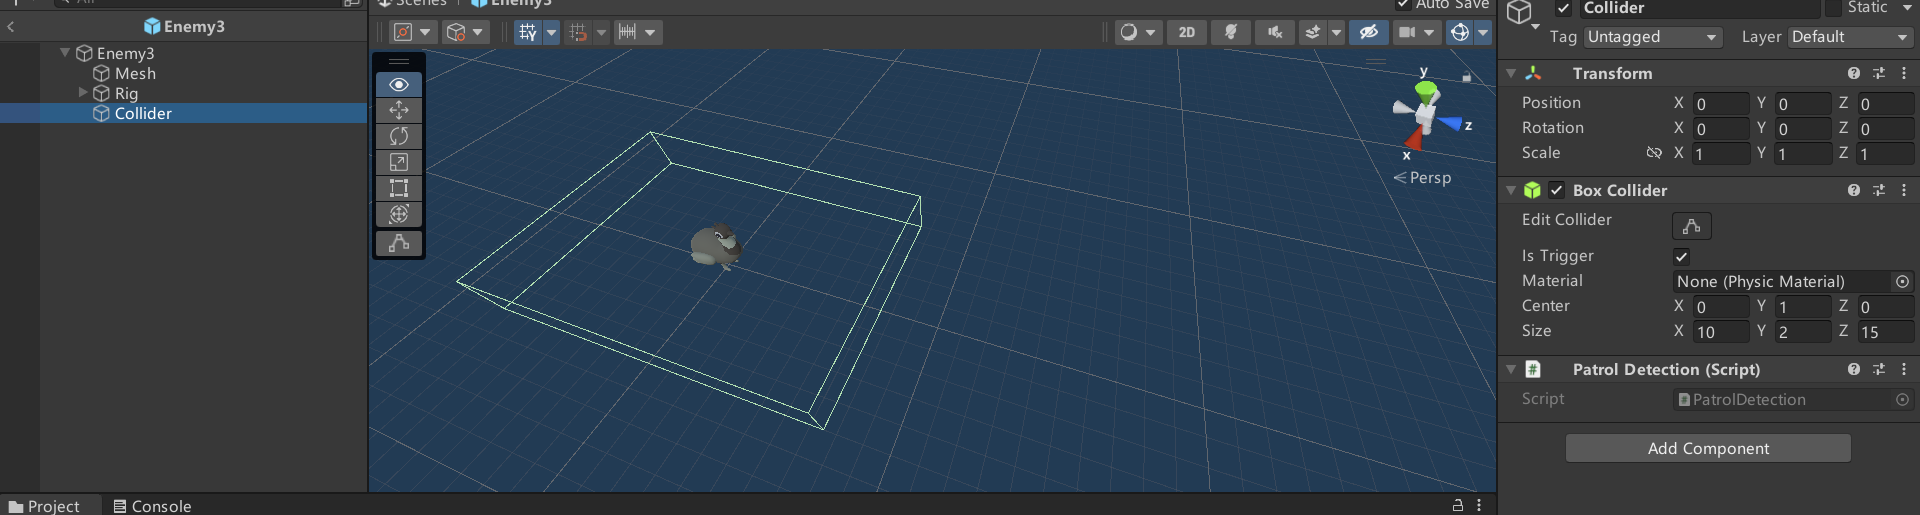 All
Enemy3
Enemy3
Mesh
Rig
Collider
Scenes
Enemy3
Auto Save
2D
y
z
x
Persp
Collider
Static
Tag Untagged Layer Default
Transform
Position X 0 Y 0 Z 0
Rotation X 0 Y 0 Z 0
Scale X 1 Y 1 Z 1
Box Collider
Edit Collider
Is Trigger
Material None (Physic Material)
Center X 0 Y 1 Z 0
Size X 10 Y 2 Z 15
# Patrol Detection (Script)
Script PatrolDetection
Add Component
Project Console